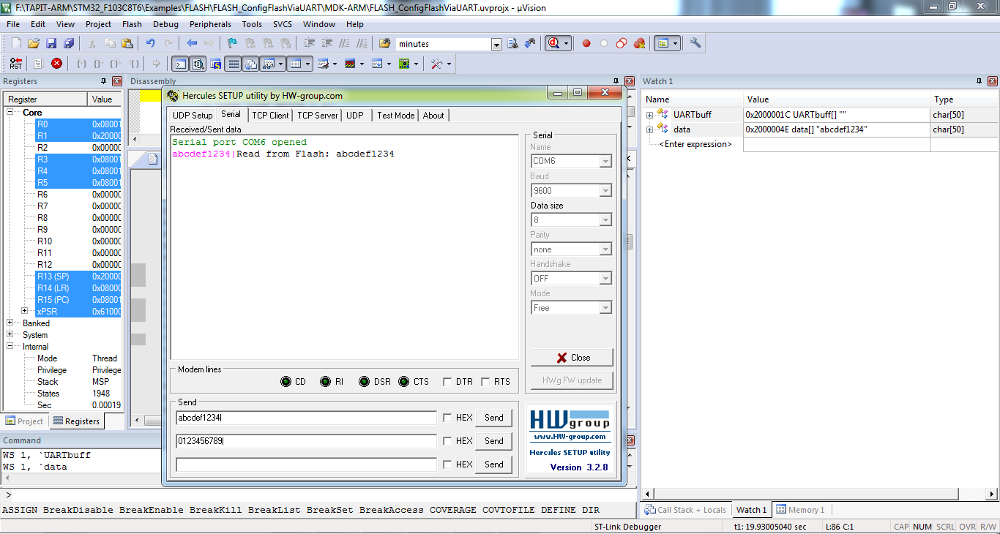 F:\TAPIT-ARM\STM32_F103C8T6\Examples\FLASH\FLASH_ConfigFlashViaUART\MDK-ARM\FLASH_ConfigFlashViaUART.uvprojx - µVision
File Edit View Project Flash Debug Peripherals Tools SVCS Window Help
minutes
RST
Registers
Register Value
Core
R0 0x08001
R1 0x20000
R2 0x00000
R3 0x08001
R4 0x08001
R5 0x08001
R6 0x00000
R7 0x00000
R8 0x00000
R9 0x00000
R10 0x00000
R11 0x00000
R12 0x00000
R13 (SP) 0x20000
R14 (LR) 0x08000
R15 (PC) 0x08001
xPSR 0x61000
Banked
System
Internal
Mode Thread
Privilege Privilege
Stack MSP
States 1948
Sec 0.00019
Project Registers
Disassembly
Hercules SETUP utility by HW-group.com
UDP Setup Serial TCP Client TCP Server UDP Test Mode About
Received/Sent data
Serial port COM6 opened
abcdef1234|Read from Flash: abcdef1234
Serial
Name
COM6
Baud
9600
Data size
8
Parity
none
Handshake
OFF
Mode
Free
Close
HWg FW update
Modem lines
CD RI DSR CTS DTR RTS
Send
abcdef1234| HEX Send
0123456789| HEX Send
HEX Send
HW group
www.HW-group.com
Hercules SETUP utility
Version 3.2.8
Watch 1
Name Value Type
UARTbuff 0x2000001C UARTbuff[] "" char[50]
data 0x2000004E data[] "abcdef1234" char[50]
<Enter expression>
Command
WS 1, `UARTbuff
WS 1, `data
>
ASSIGN BreakDisable BreakEnable BreakKill BreakList BreakSet BreakAccess COVERAGE COVTOFILE DEFINE DIR
Call Stack + Locals Watch 1 Memory 1
ST-Link Debugger t1: 19.93005040 sec L:86 C:1 CAP NUM SCRL OVR R/W